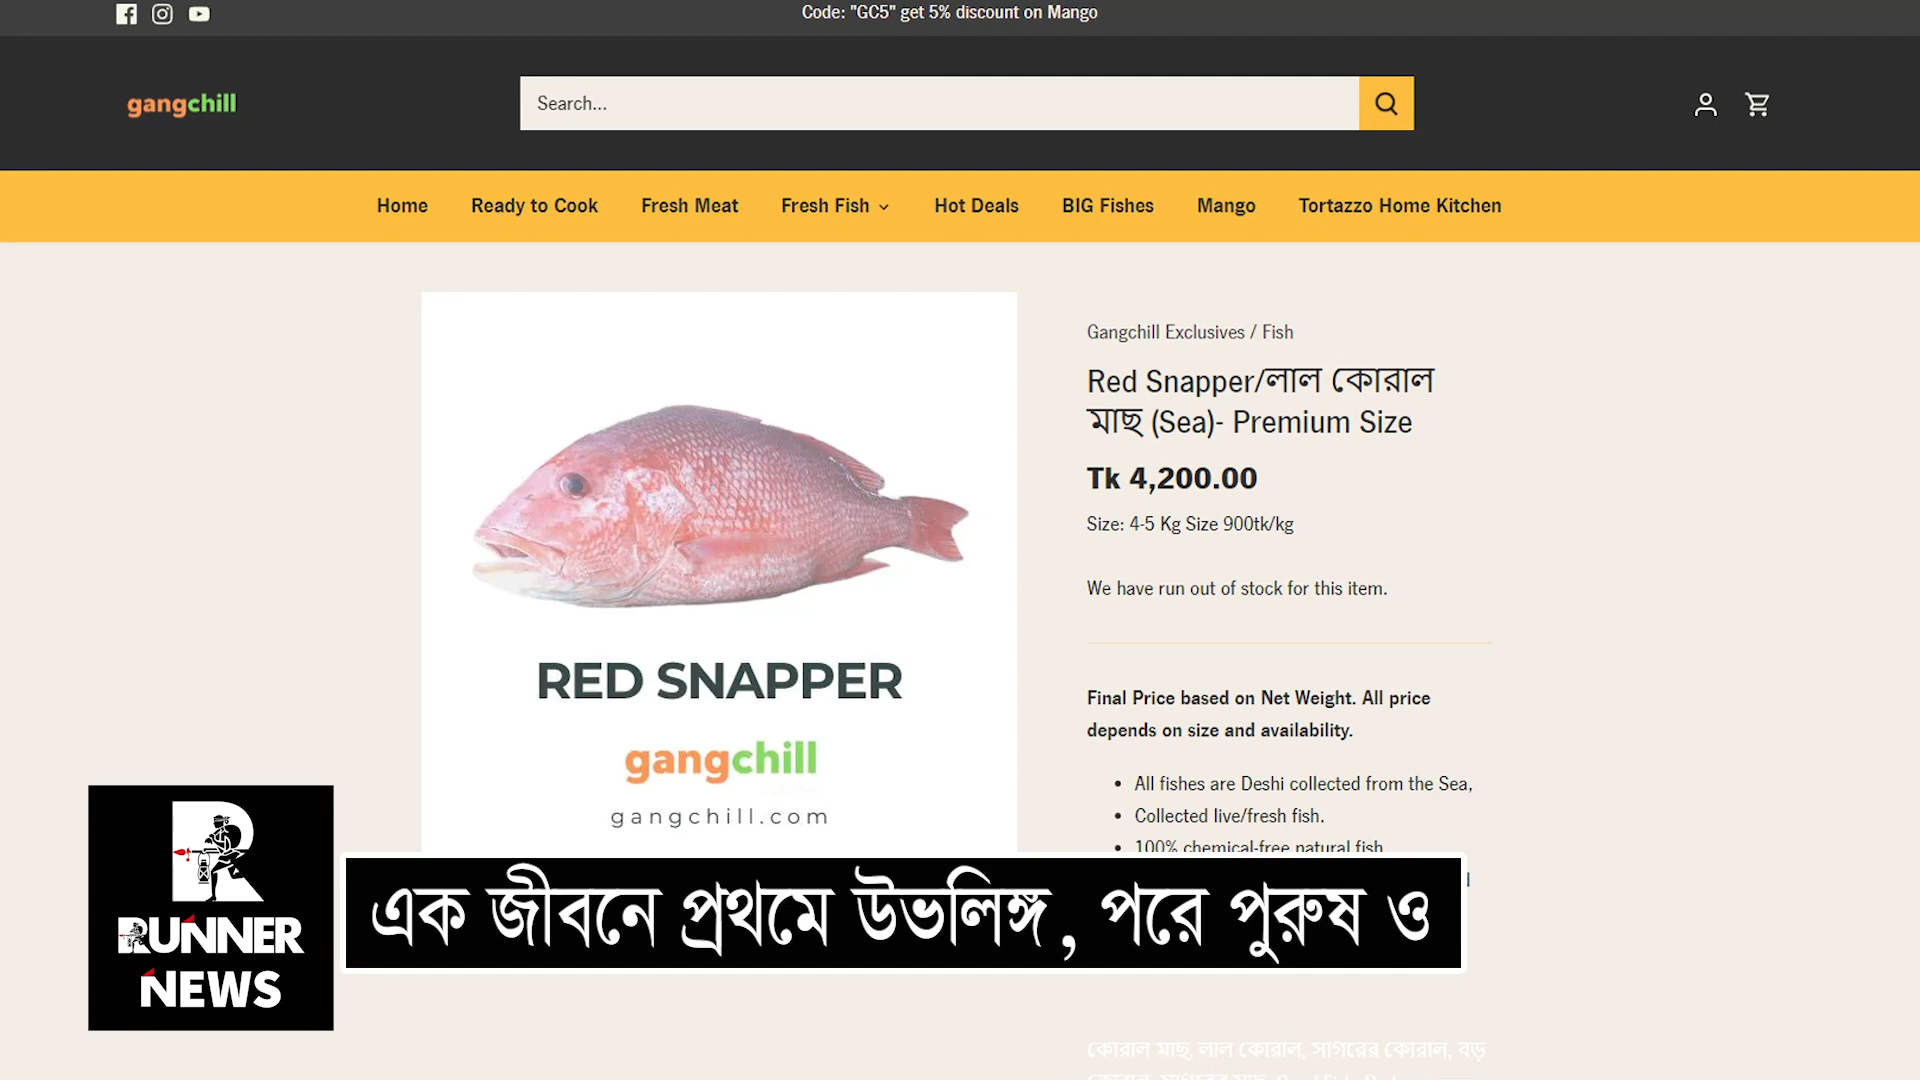 Code: "GC5" get 5% discount on Mango
gangchill
Search...
Home Ready to Cook Fresh Meat Fresh Fish Hot Deals BIG Fishes Mango Tortazzo Home Kitchen
Gangchill Exclusives / Fish
Red Snapper/লাল কোরাল
মাছ (Sea)- Premium Size
Tk 4,200.00
Size: 4-5 Kg Size 900tk/kg
We have run out of stock for this item.
Final Price based on Net Weight. All price
depends on size and availability.
All fishes are Deshi collected from the Sea,
Collected live/fresh fish.
100% chemical-free natural fish
RED SNAPPER
gangchill
gangchill.com
RUNNER
NEWS
এক জীবনে প্রথমে উভলিঙ্গ, পরে পুরুষ ও
কোরাল মাছ, লাল কোরাল, সাগরের কোরাল, বড়